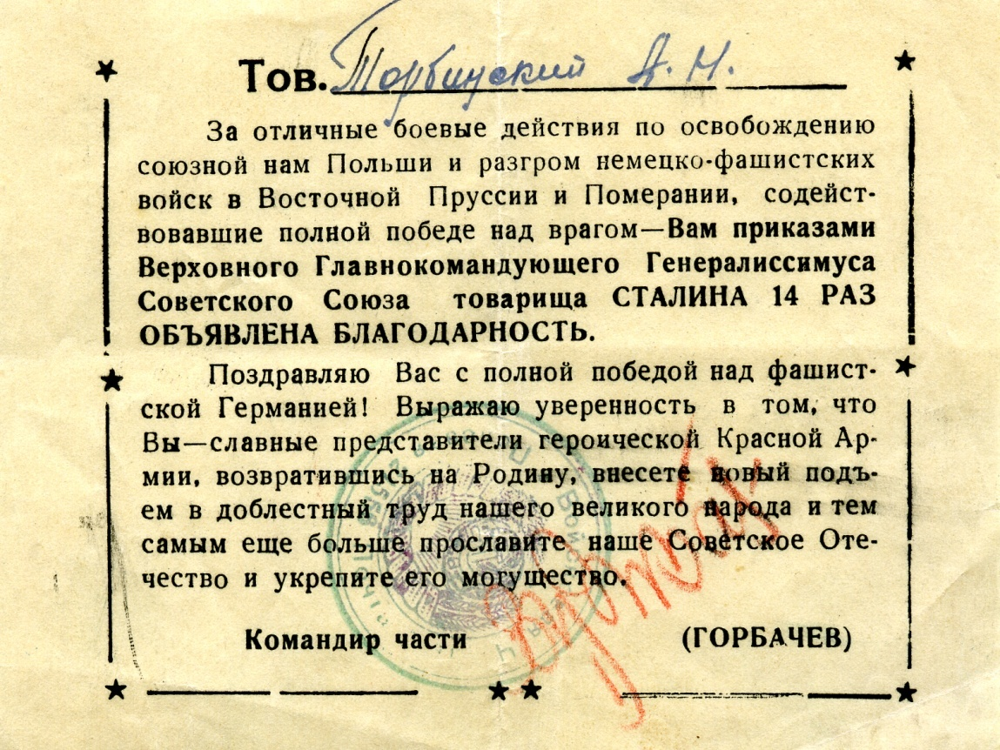 Тов. Торбинский А. Н.
За отличные боевые действия по освобождению
союзной нам Польши и разгром немецко-фашистских
войск в Восточной Пруссии и Померании, содейст-
вовавшие полной победе над врагом—Вам приказами
Верховного Главнокомандующего Генералиссимуса
Советского Союза товарища СТАЛИНА 14 РАЗ
ОБЪЯВЛЕНА БЛАГОДАРНОСТЬ.
Поздравляю Вас с полной победой над фашист-
ской Германией! Выражаю уверенность в том, что
Вы—славные представители героической Красной Ар-
мии, возвратившись на Родину, внесете новый подъ-
ем в доблестный труд нашего великого народа и тем
самым еще больше прославите наше Советское Оте-
чество и укрепите его могущество.
Командир части (ГОРБАЧЕВ)